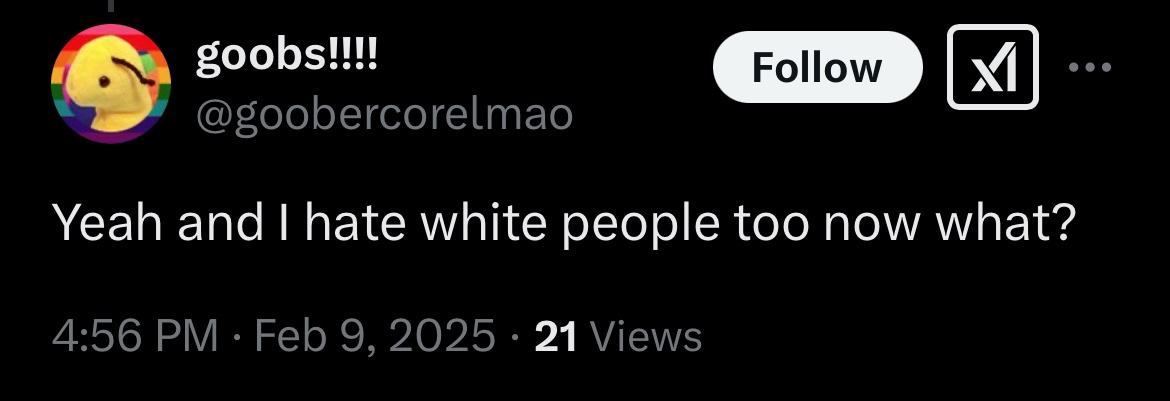 goobs!!!!
@goobercorelmao
Follow
Yeah and I hate white people too now what?
4:56 PM · Feb 9, 2025 · 21 Views